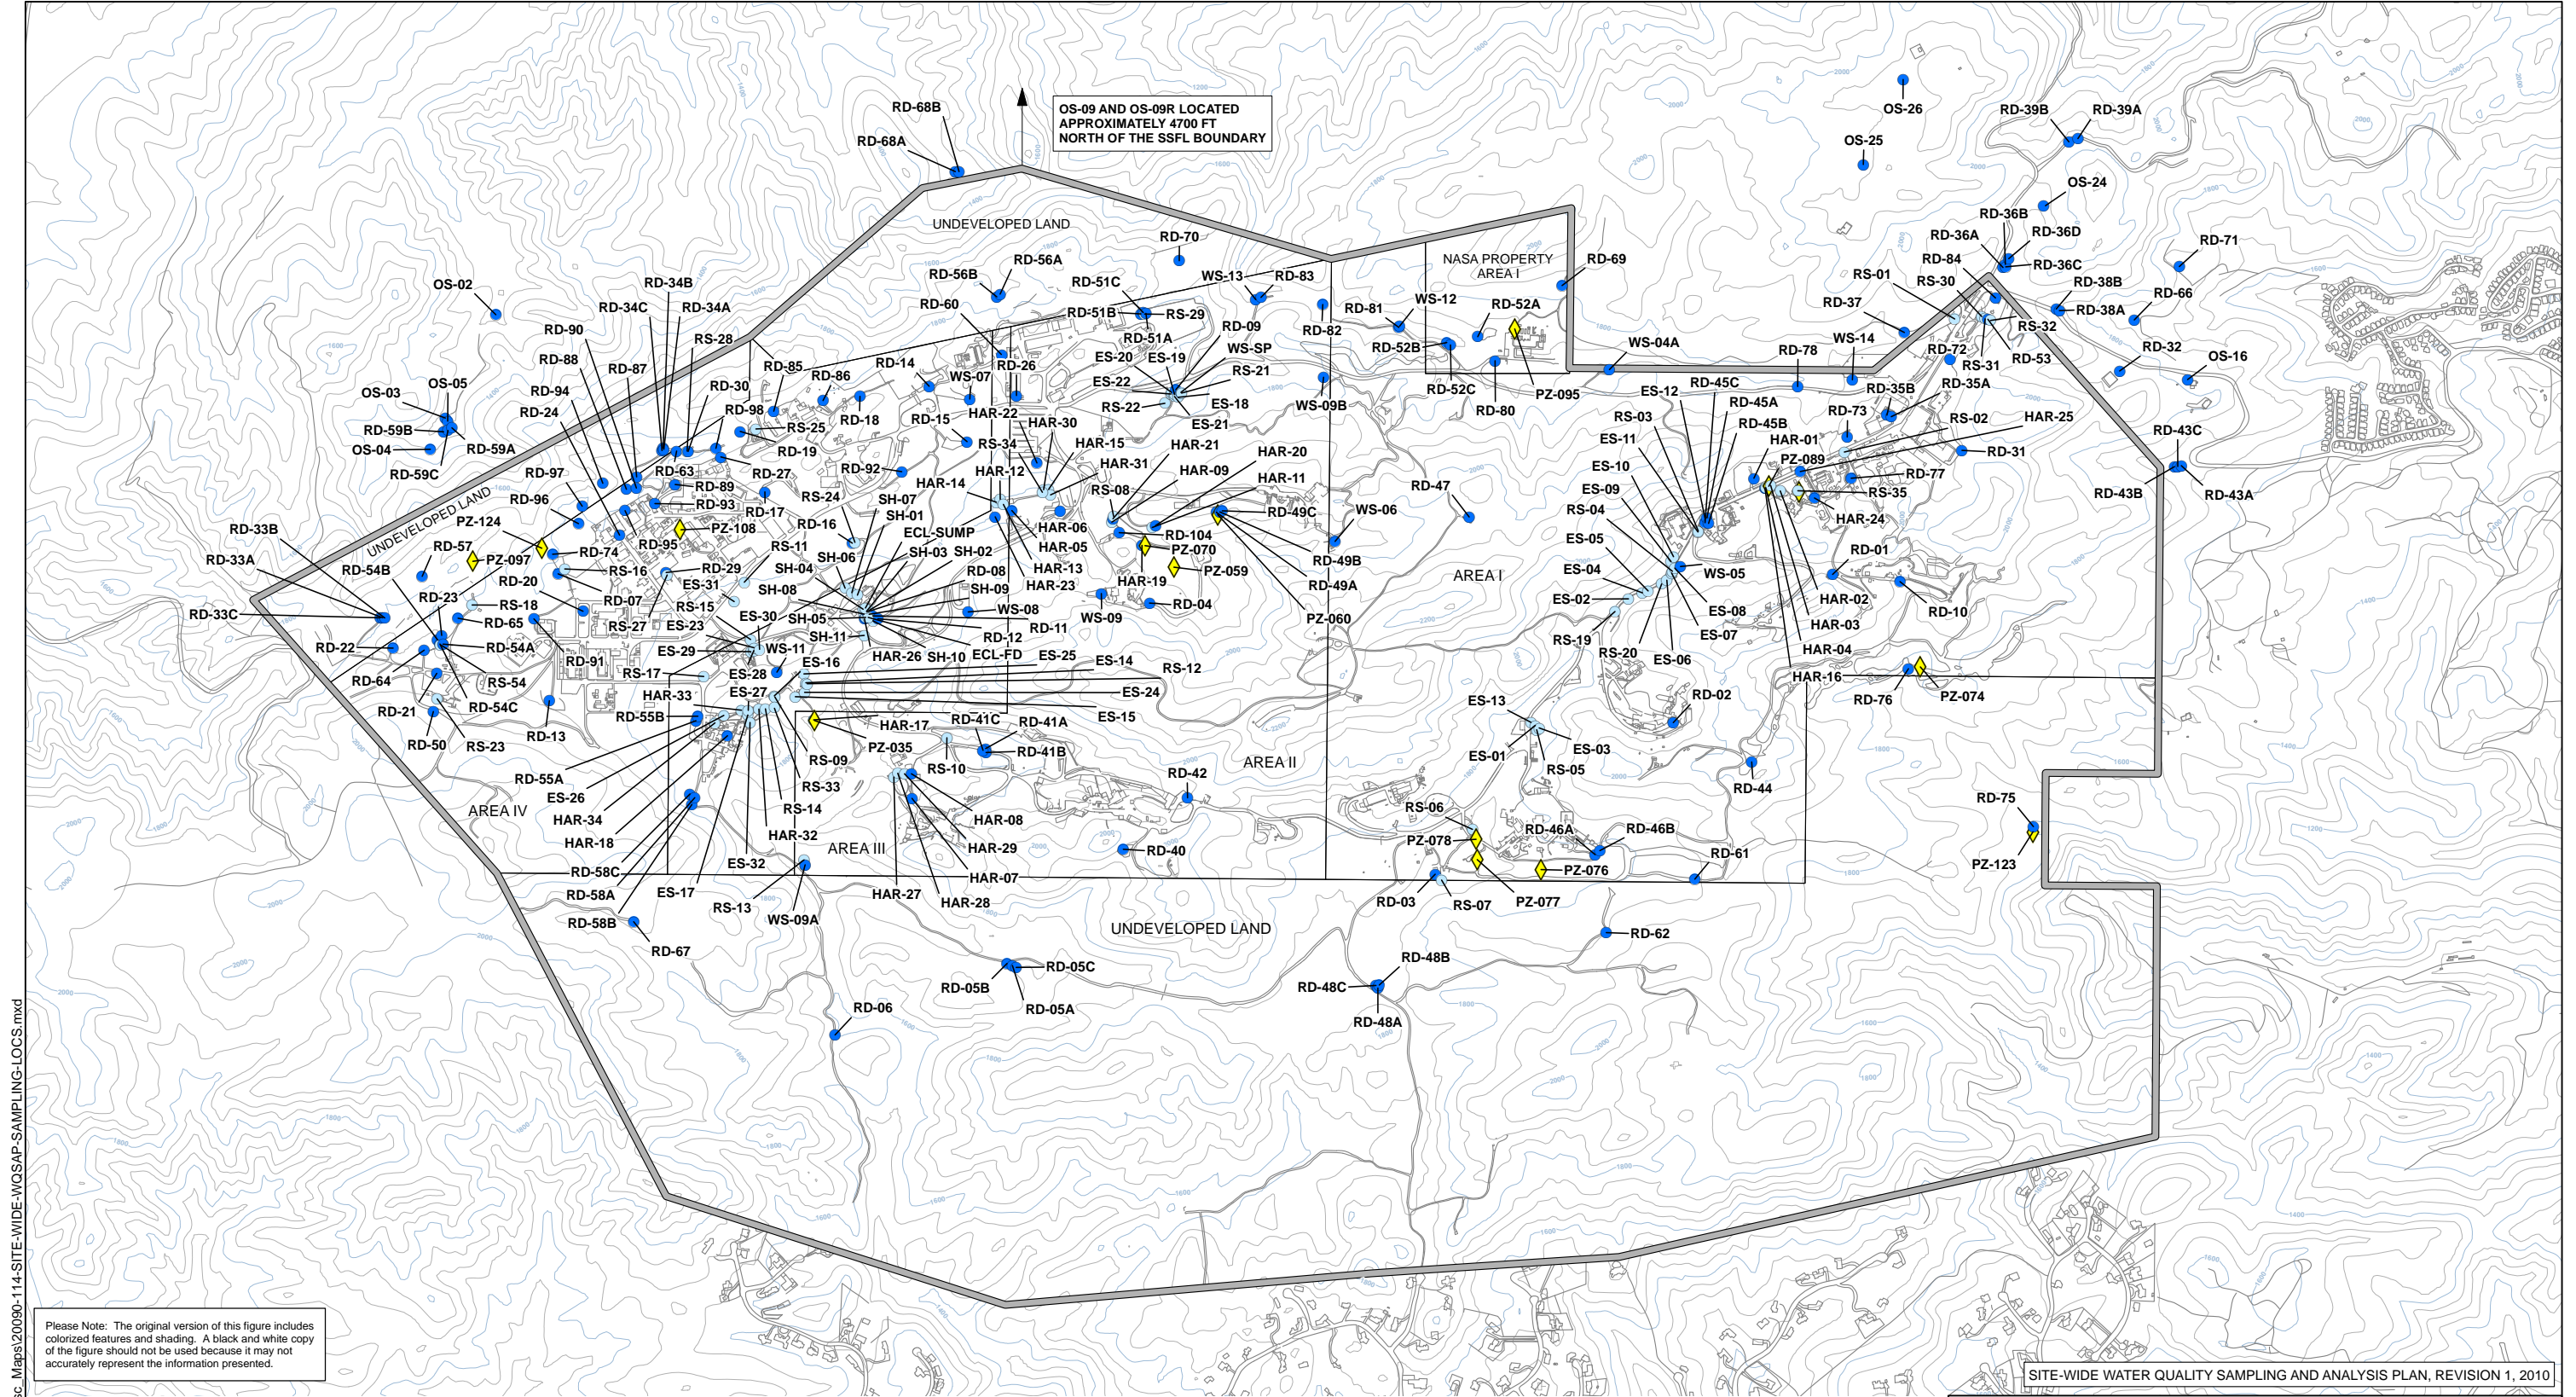 OS-09 AND OS-09R LOCATED
APPROXIMATELY 4700 FT
NORTH OF THE SSFL BOUNDARY
RD-68B
RD-68A
OS-26
OS-25
RD-39B
RD-39A
OS-24
UNDEVELOPED LAND
RD-70
NASA PROPERTY
AREA I
RD-69
RD-36B
RD-36A
RD-36D
RD-84
RD-36C
RD-71
RS-01
RS-30
RD-38B
RD-38A
RD-66
RD-37
RS-32
RD-53
RS-31
RD-72
RD-32
OS-16
OS-02
RD-34B
RD-34C
RD-34A
RD-56B
RD-56A
RD-51C
WS-13
RD-83
RD-60
RD-51B
RS-29
RD-51A
RD-82
RD-81
WS-12
RD-52A
RD-52B
RD-52C
RD-80
PZ-095
WS-04A
RD-78
WS-14
RD-90
RD-88
RD-87
RS-28
RD-94
RD-24
RD-30
RD-98
RD-85
RD-86
RD-14
WS-07
RD-26
ES-20
ES-19
RD-09
WS-SP
RS-21
ES-22
RS-22
ES-18
ES-21
WS-09B
OS-03
OS-05
RD-59B
OS-04
RD-59A
RD-59C
RS-25
RD-18
RD-15
RD-19
RD-27
RD-63
RD-89
RD-93
RD-17
RD-92
HAR-22
HAR-30
RS-34
HAR-15
HAR-12
HAR-31
HAR-14
RS-08
HAR-21
HAR-09
HAR-20
HAR-11
RD-47
ES-12
RD-45C
RS-03
RD-45A
RD-45B
ES-11
ES-10
ES-09
RS-04
HAR-01
PZ-089
RD-35B
RD-35A
RD-73
RS-02
HAR-25
RD-31
RD-77
RS-35
HAR-24
RD-43C
RD-43B
RD-43A
RD-97
RD-96
UNDEVELOPED LAND
PZ-124
RD-33B
RD-33A
RD-33C
RD-57
PZ-097
RD-54B
RD-23
RD-20
RD-74
RS-16
RD-95
PZ-108
RD-29
RS-11
RS-24
RD-16
SH-07
SH-01
ECL-SUMP
SH-06
SH-03
SH-02
SH-04
RD-08
SH-09
SH-08
SH-05
SH-11
HAR-06
HAR-05
HAR-13
HAR-23
RD-104
PZ-070
HAR-19
PZ-059
RD-04
WS-09
RD-49C
RD-49B
RD-49A
PZ-060
WS-06
AREA I
ES-05
ES-04
ES-02
WS-05
ES-08
ES-07
RS-19
RS-20
ES-06
RD-01
RD-10
HAR-02
HAR-03
HAR-04
HAR-16
RD-76
PZ-074
RS-18
RD-65
RD-07
RS-27
RS-15
ES-31
ES-23
ES-30
ES-29
WS-11
WS-08
RD-11
RD-12
ECL-FD
HAR-26
SH-10
RD-22
RD-54A
RD-91
RD-64
RS-54
RD-54C
RD-21
RD-50
RS-23
RD-13
RS-17
ES-28
ES-16
ES-25
ES-14
RS-12
ES-27
HAR-33
ES-24
ES-15
RD-55B
HAR-17
PZ-035
RD-41C
RD-41A
RD-41B
RS-10
RD-55A
ES-26
HAR-34
HAR-18
RS-09
RS-33
RS-14
HAR-32
HAR-08
HAR-29
HAR-07
RD-42
RD-40
AREA II
ES-13
ES-01
ES-03
RS-05
RD-02
RD-44
AREA IV
AREA III
RD-58C
RD-58A
RD-58B
ES-17
ES-32
RS-13
WS-09A
HAR-27
HAR-28
RD-67
RS-06
PZ-078
RD-46A
RD-46B
RD-61
PZ-076
PZ-077
RD-03
RS-07
RD-75
PZ-123
UNDEVELOPED LAND
RD-62
RD-05B
RD-05C
RD-05A
RD-06
RD-48B
RD-48C
RD-48A
Please Note: The original version of this figure includes
colorized features and shading. A black and white copy
of the figure should not be used because it may not
accurately represent the information presented.
sc_Maps\20090-1114-SITE-WIDE-WQSAP-SAMPLING-LOCS.mxd
SITE-WIDE WATER QUALITY SAMPLING AND ANALYSIS PLAN, REVISION 1, 2010